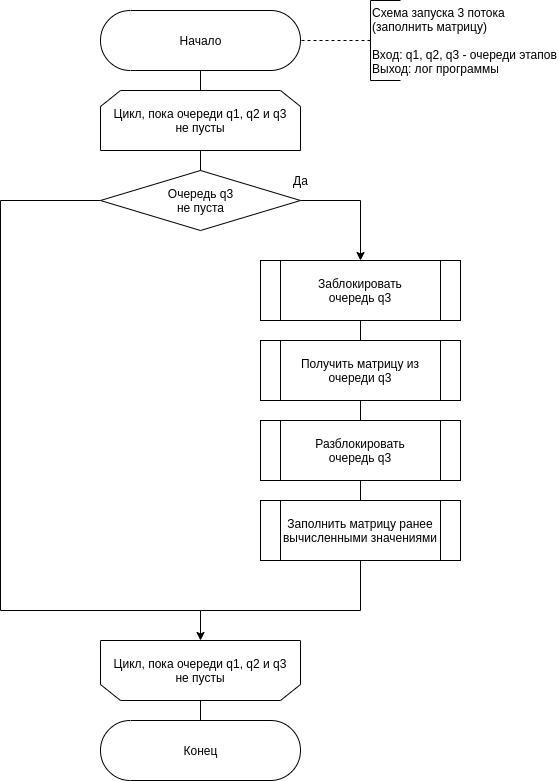 Начало
Схема запуска 3 потока
(заполнить матрицу)
Вход: q1, q2, q3 - очереди этапов
Выход: лог программы
Цикл, пока очереди q1, q2 и q3
не пусты
Очередь q3
не пуста
Да
Заблокировать
очередь q3
Получить матрицу из
очереди q3
Разблокировать
очередь q3
Заполнить матрицу ранее
вычисленными значениями
Цикл, пока очереди q1, q2 и q3
не пусты
Конец